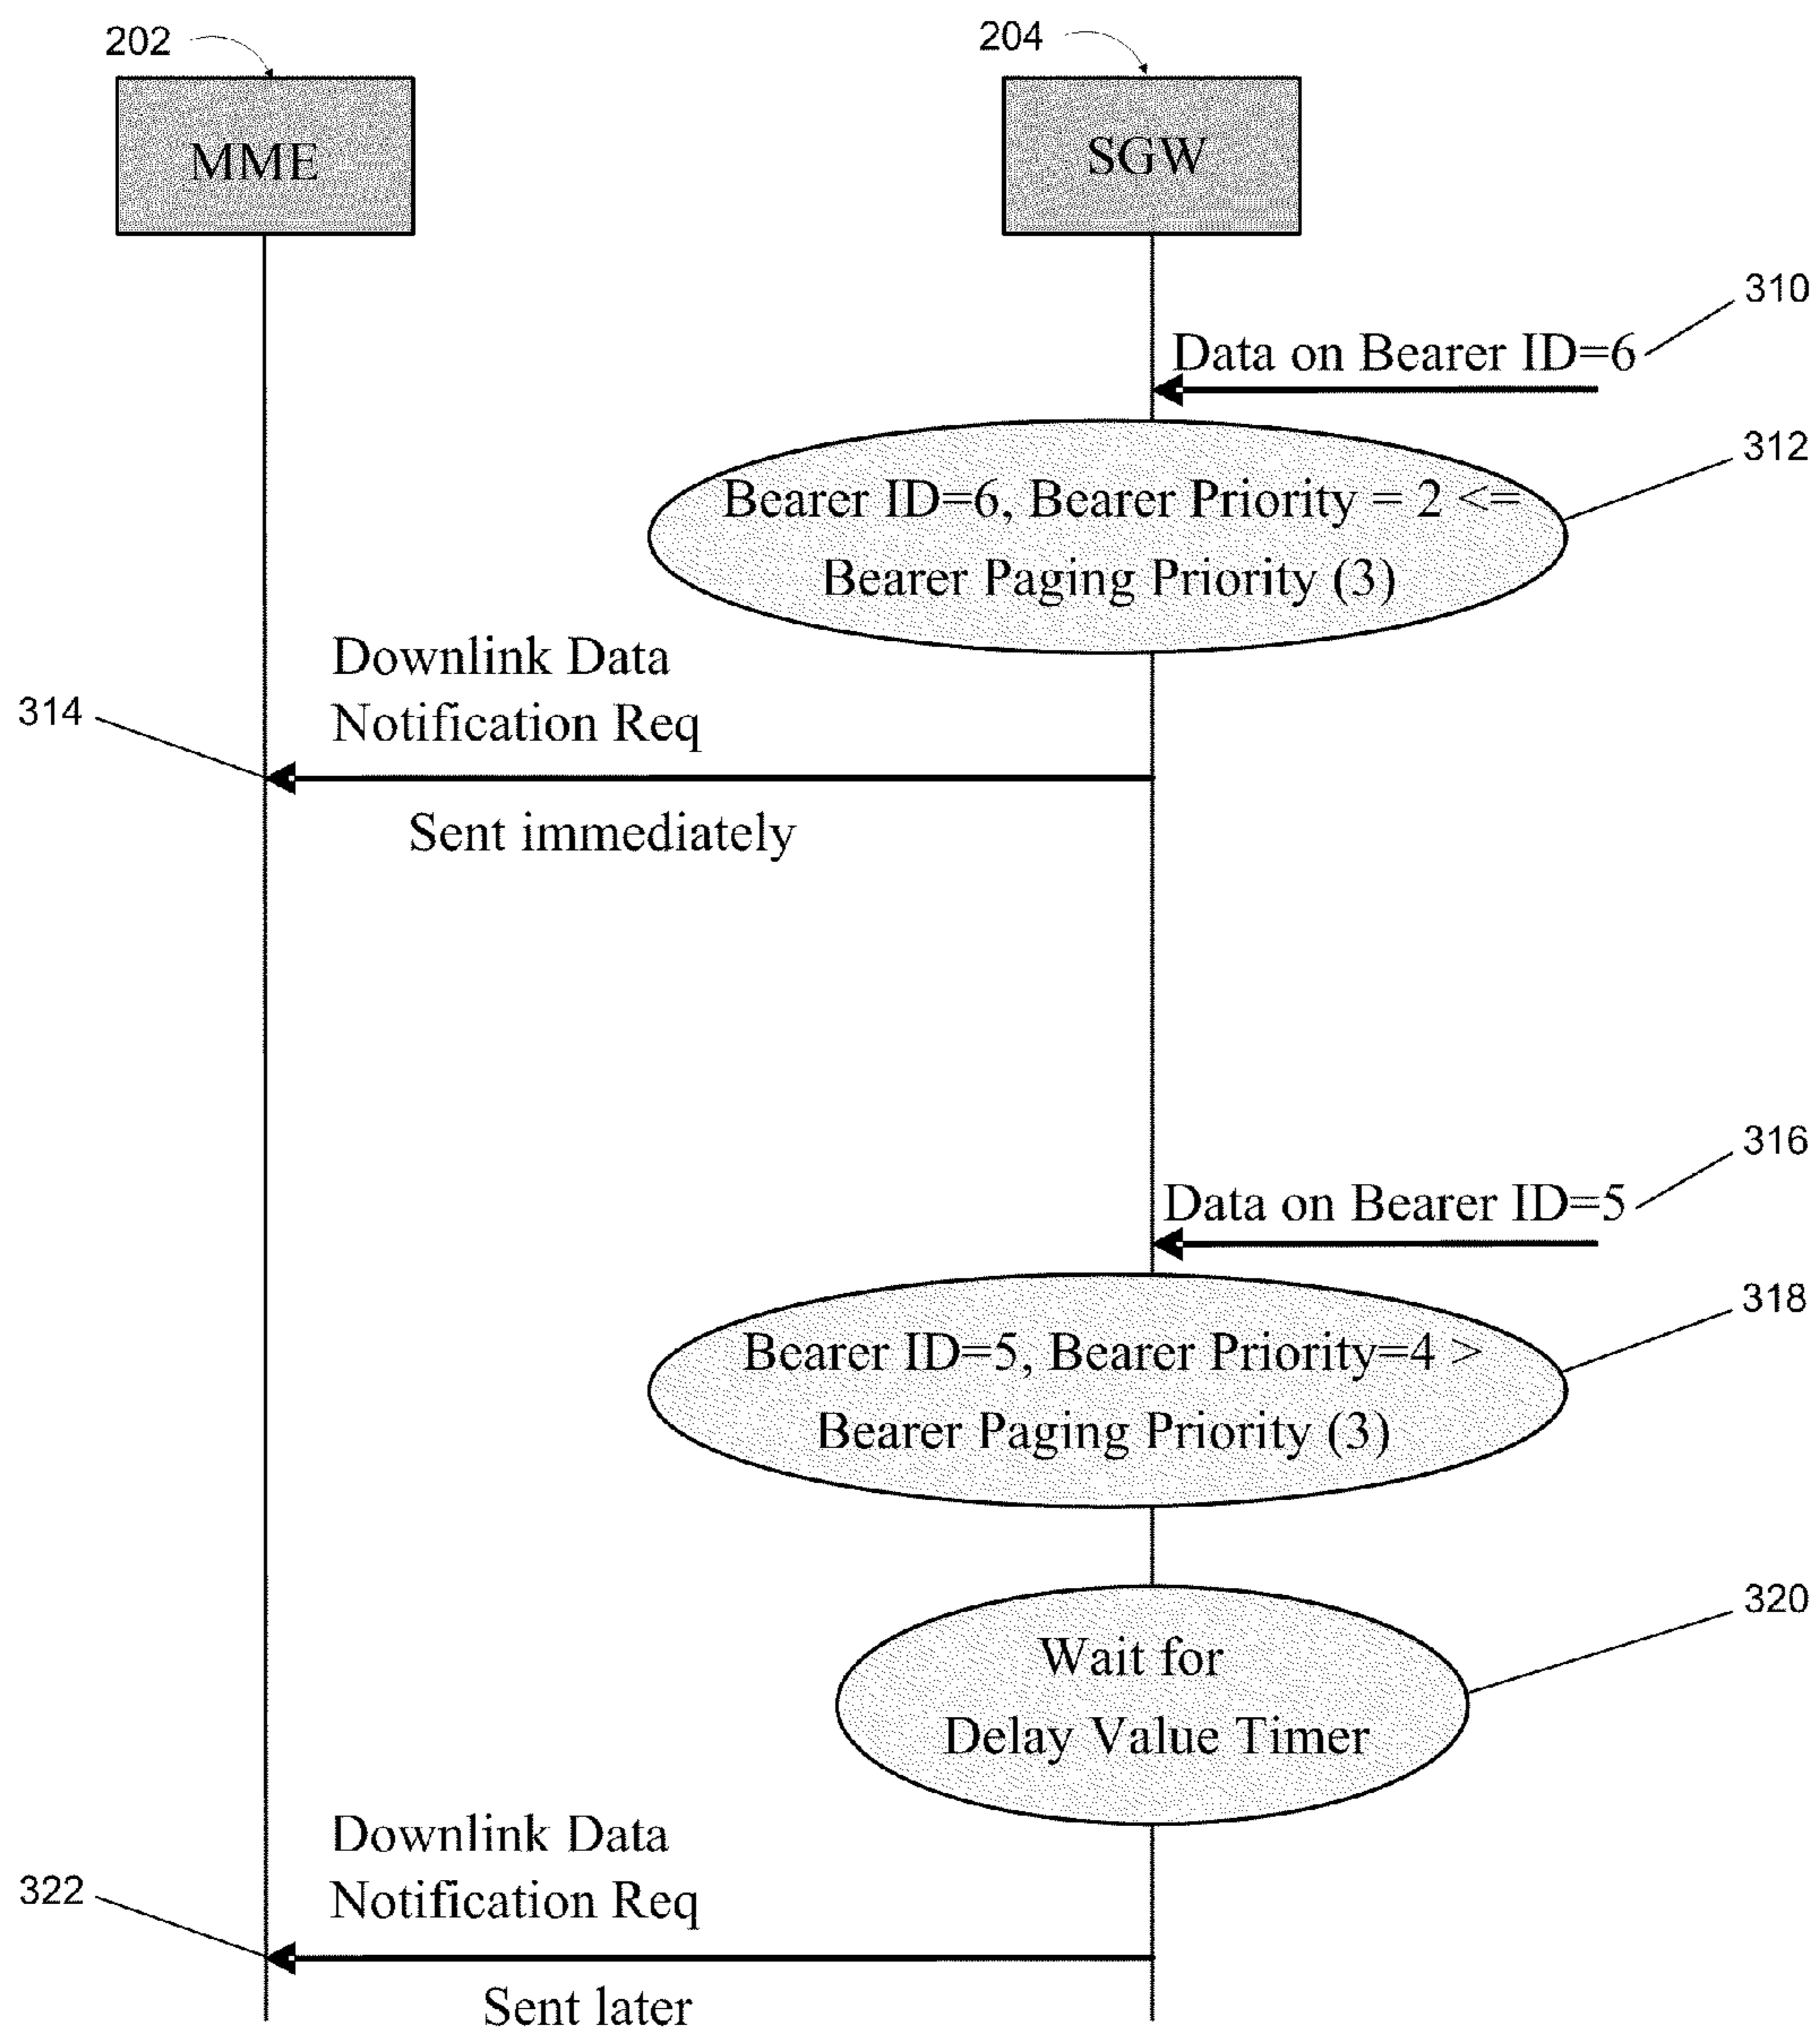 202
204
MME
SGW
310
Data on Bearer ID=6
312
Bearer ID=6, Bearer Priority = 2 <=
Bearer Paging Priority (3)
Downlink Data
Notification Req
314
Sent immediately
316
Data on Bearer ID=5
318
Bearer ID=5, Bearer Priority=4 >
Bearer Paging Priority (3)
320
Wait for
Delay Value Timer
Downlink Data
Notification Req
322
Sent later